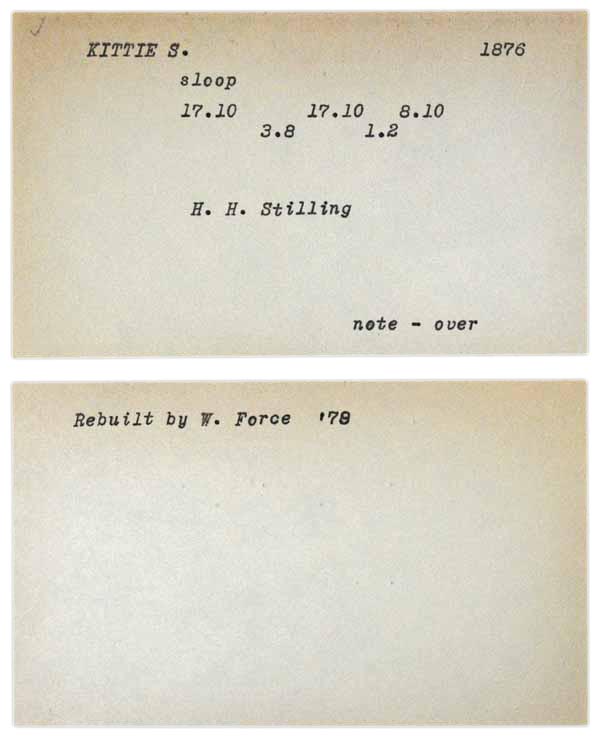 KITTIE S. 1876
sloop
17.10 17.10 8.10
3.8 1.2
H. H. Stilling
note - over
Rebuilt by W. Force